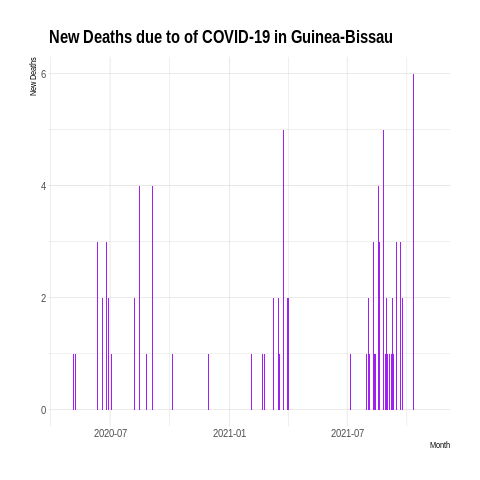 New Deaths due to of COVID-19 in Guinea-Bissau
New Deaths
6
4
2
0
2020-07
2021-01
2021-07
Month